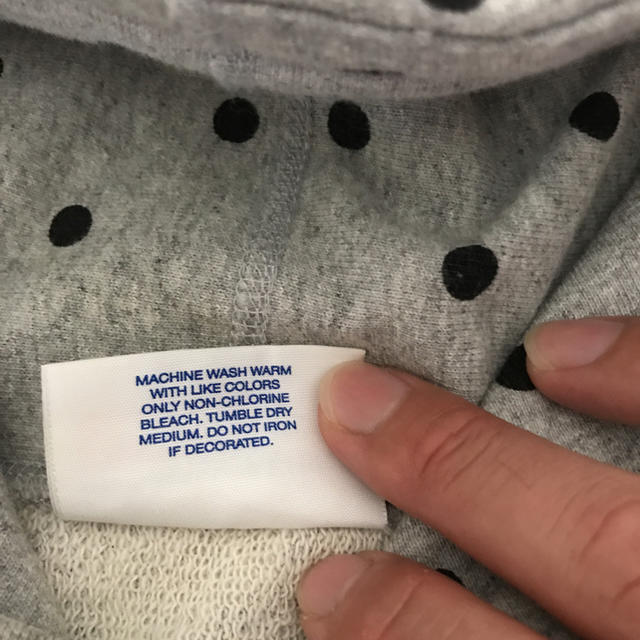 MACHINE WASH WARM
WITH LIKE COLORS
ONLY NON-CHLORINE
BLEACH. TUMBLE DRY
MEDIUM. DO NOT IRON
IF DECORATED.